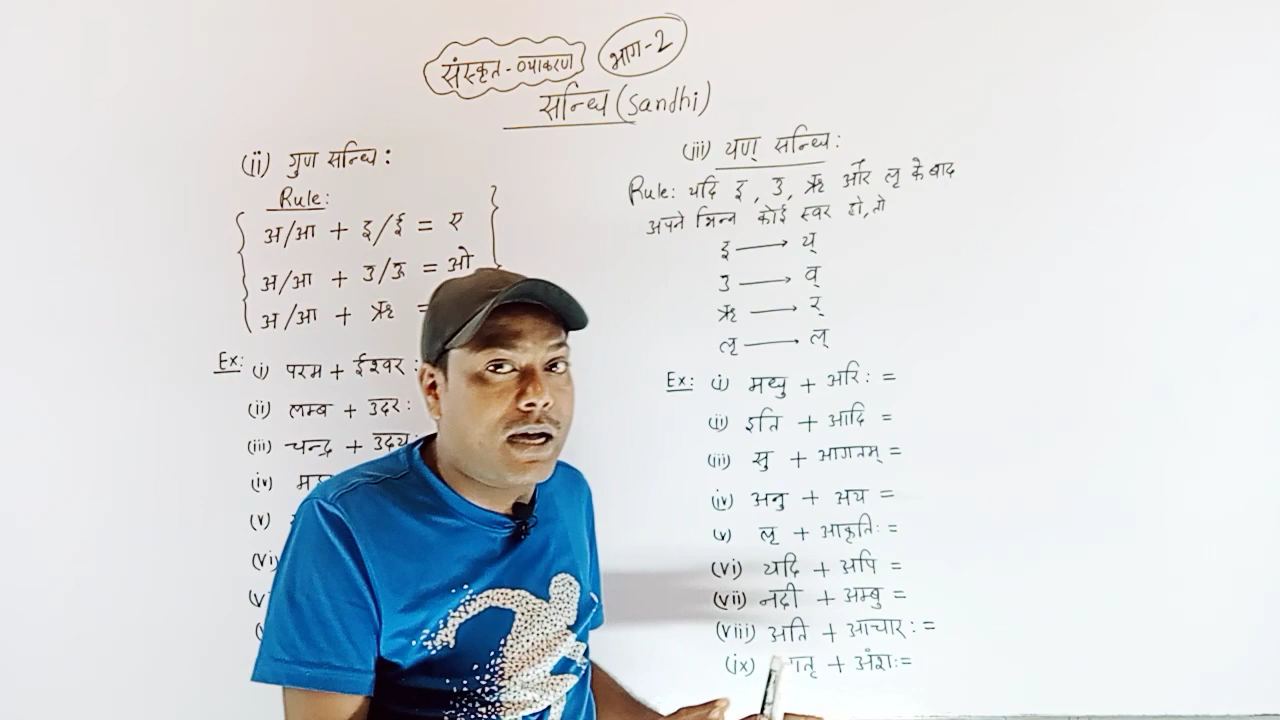 संस्कृत-व्याकरण भाग-2
सन्धि (Sandhi)
(ii) गुण सन्धि:
Rule:
अ/आ + इ/ई = ए
अ/आ + उ/ऊ = ओ
अ/आ + ऋ =
Ex: (i) परम + ईश्वर:
(ii) लम्ब + उदर:
(iii) चन्द्र + उदय:
(iv)
(v)
(vi)
(iii) यण् सन्धि:
Rule: यदि इ, उ, ऋ और लृ के बाद
अपने भिन्न कोई स्वर हो, तो
इ → य्
उ → व्
ऋ → र्
लृ → ल्
Ex: (i) मधु + अरि: =
(ii) इति + आदि =
(iii) सु + आगतम् =
(iv) अनु + अय =
(v) लृ + आकृति: =
(vi) यदि + अपि =
(vii) नदी + अम्बु =
(viii) अति + आचार: =
(ix) + अंश: =